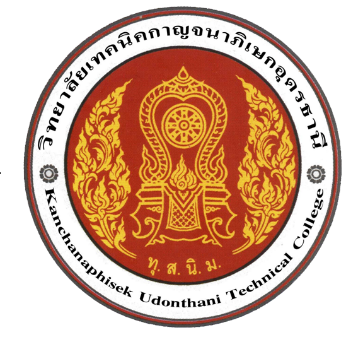 วิทยาลัยเทคนิคกาญจนาภิเษกอุดรธานี
ทุ. ส. นิ. ม.
Kanchanaphisek Udonthani Technical College